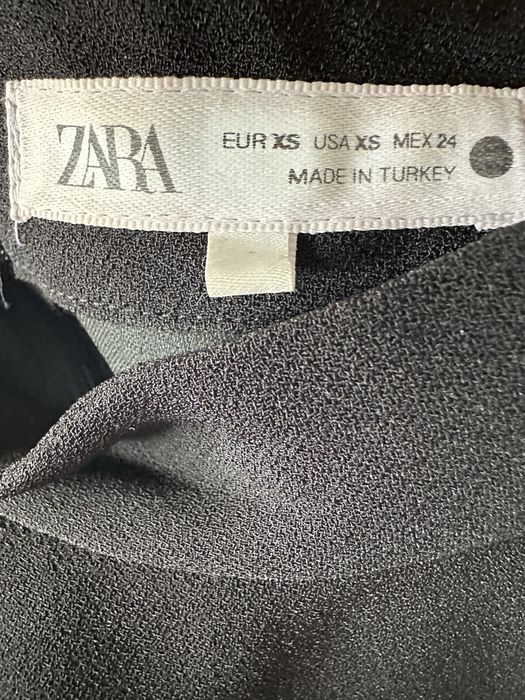 ZARA
EUR XS USA XS MEX 24
MADE IN TURKEY